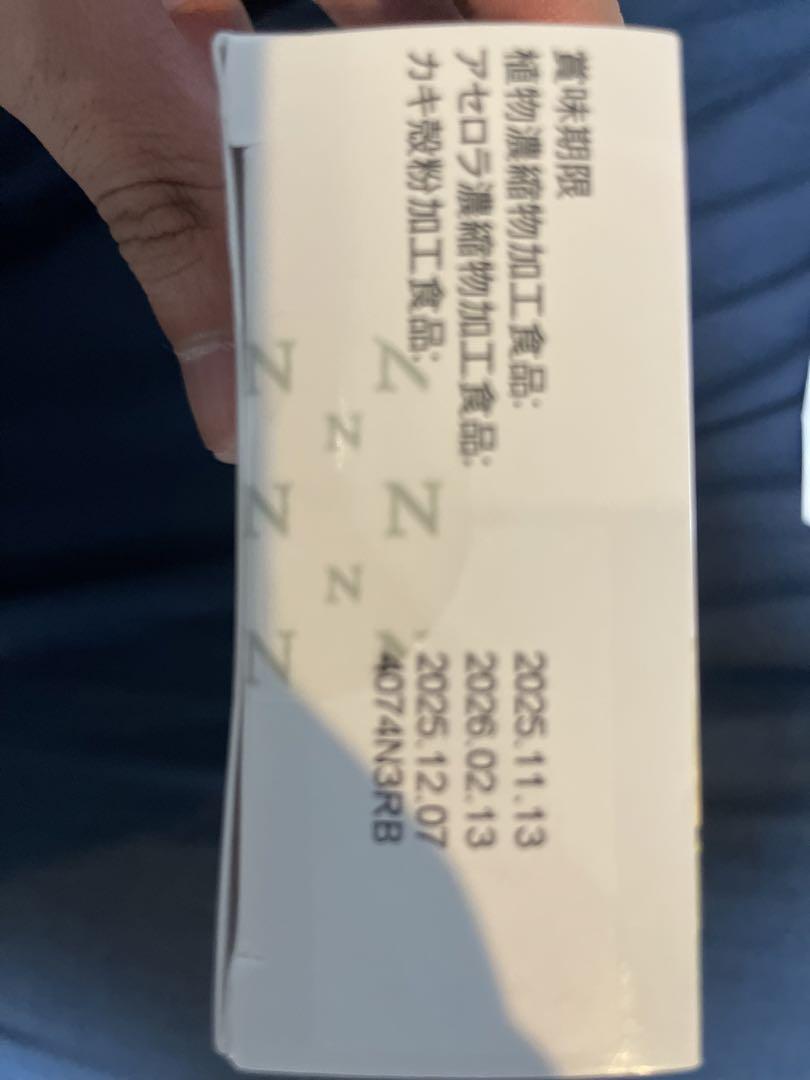 賞味期限
植物濃縮物加工食品: 2025.11.13
アセロラ濃縮物加工食品: 2026.02.13
カキ殻粉加工食品: 2025.12.07
4074N3RB
Z Z
Z
Z Z
Z
Z